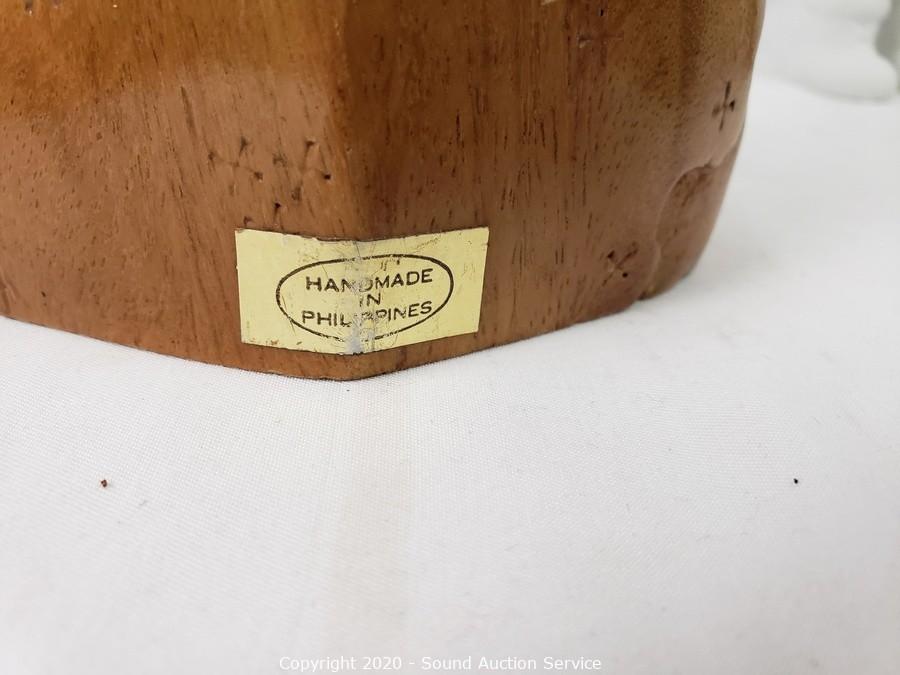 HANDMADE
IN
PHILIPPINES
Copyright 2020 - Sound Auction Service